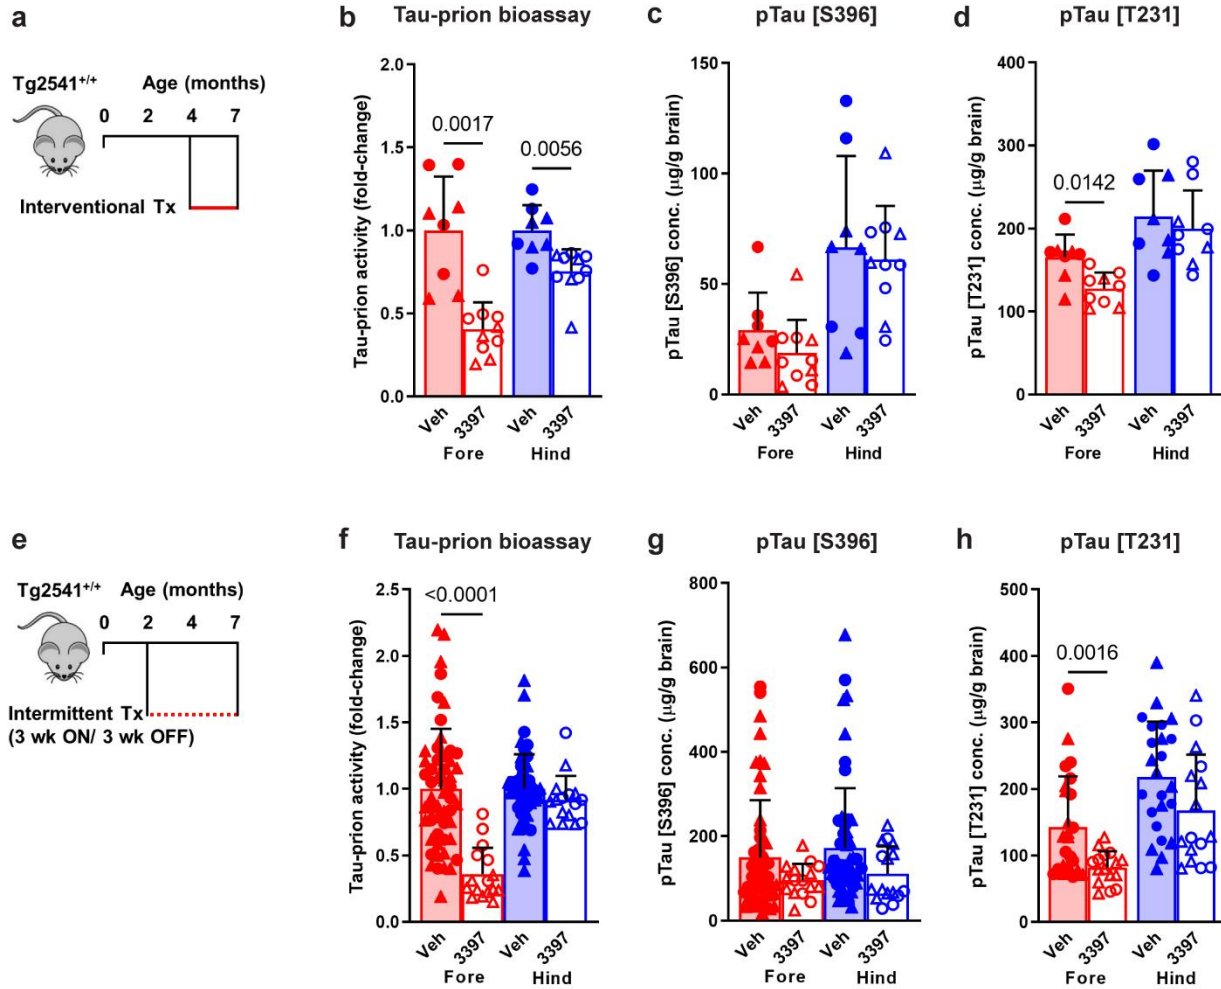 a
Tg2541+/+ Age (months)
0 2 4 7
Interventional Tx
b Tau-prion bioassay
Tau-prion activity (fold-change)
2.0
1.5
1.0
0.5
0.0
0.0017
0.0056
Veh 3397 Veh 3397
Fore Hind
c pTau [S396]
pTau [S396] conc. (μg/g brain)
150
100
50
0
Veh 3397 Veh 3397
Fore Hind
d pTau [T231]
pTau [T231] conc. (μg/g brain)
400
300
200
100
0
0.0142
Veh 3397 Veh 3397
Fore Hind
e
Tg2541+/+ Age (months)
0 2 4 7
Intermittent Tx
(3 wk ON/ 3 wk OFF)
f Tau-prion bioassay
Tau-prion activity (fold-change)
2.5
2.0
1.5
1.0
0.5
0.0
<0.0001
Veh 3397 Veh 3397
Fore Hind
g pTau [S396]
pTau [S396] conc. (μg/g brain)
800
600
400
200
0
Veh 3397 Veh 3397
Fore Hind
h pTau [T231]
pTau [T231] conc. (μg/g brain)
500
400
300
200
100
0
0.0016
Veh 3397 Veh 3397
Fore Hind